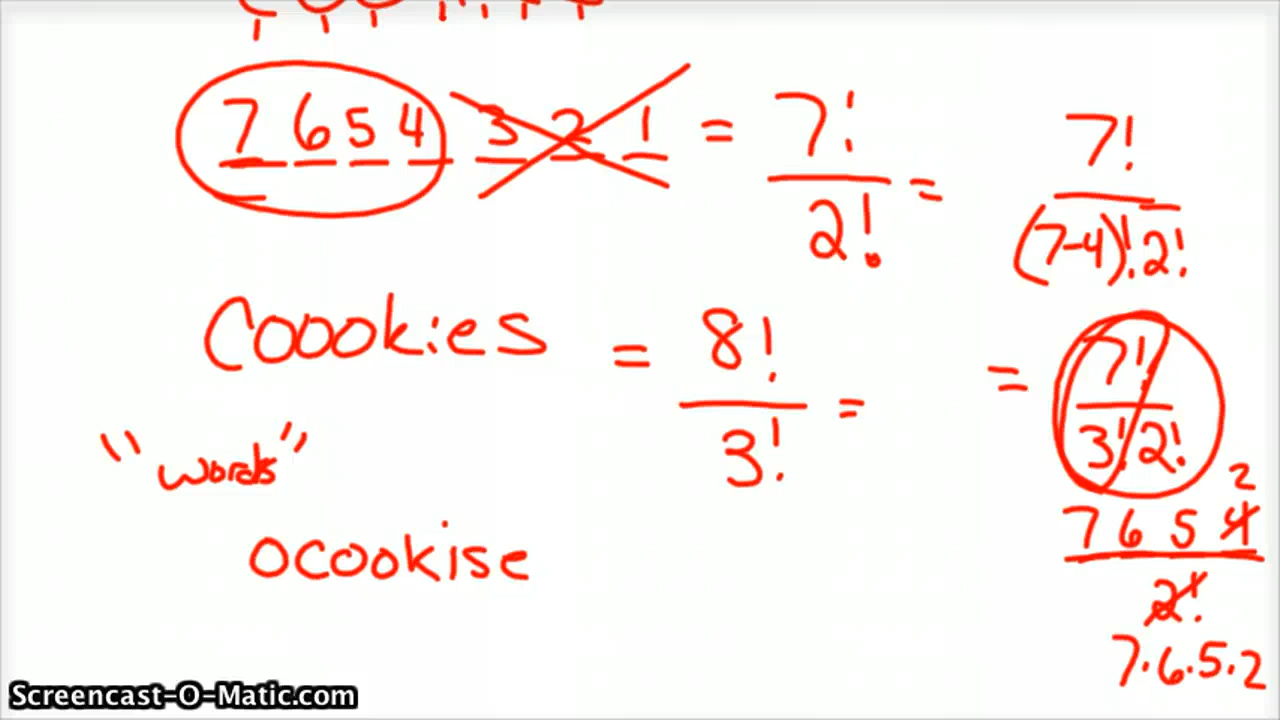 7 6 5 4 3 2 1 = 7! / 2! = 7! / (7-4)! 2!
Coookies = 8! / 3! = 
= 7! / 3! 2!
"words"
ocookise
2
7 6 5 4
2!
7·6·5·2
Screencast-O-Matic.com